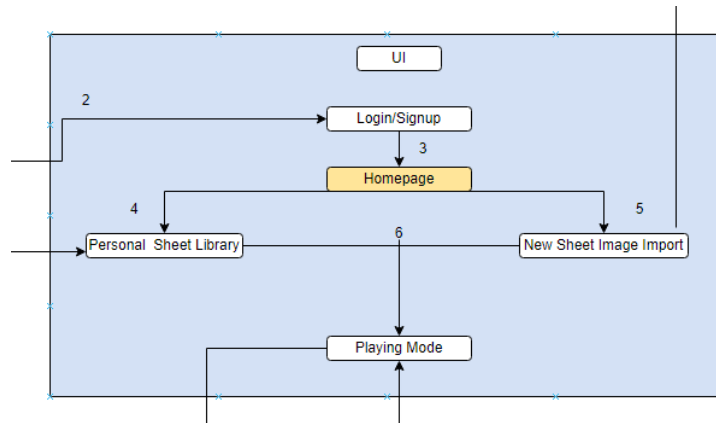 UI
2
Login/Signup
3
Homepage
4
5
Personal Sheet Library
6
New Sheet Image Import
Playing Mode